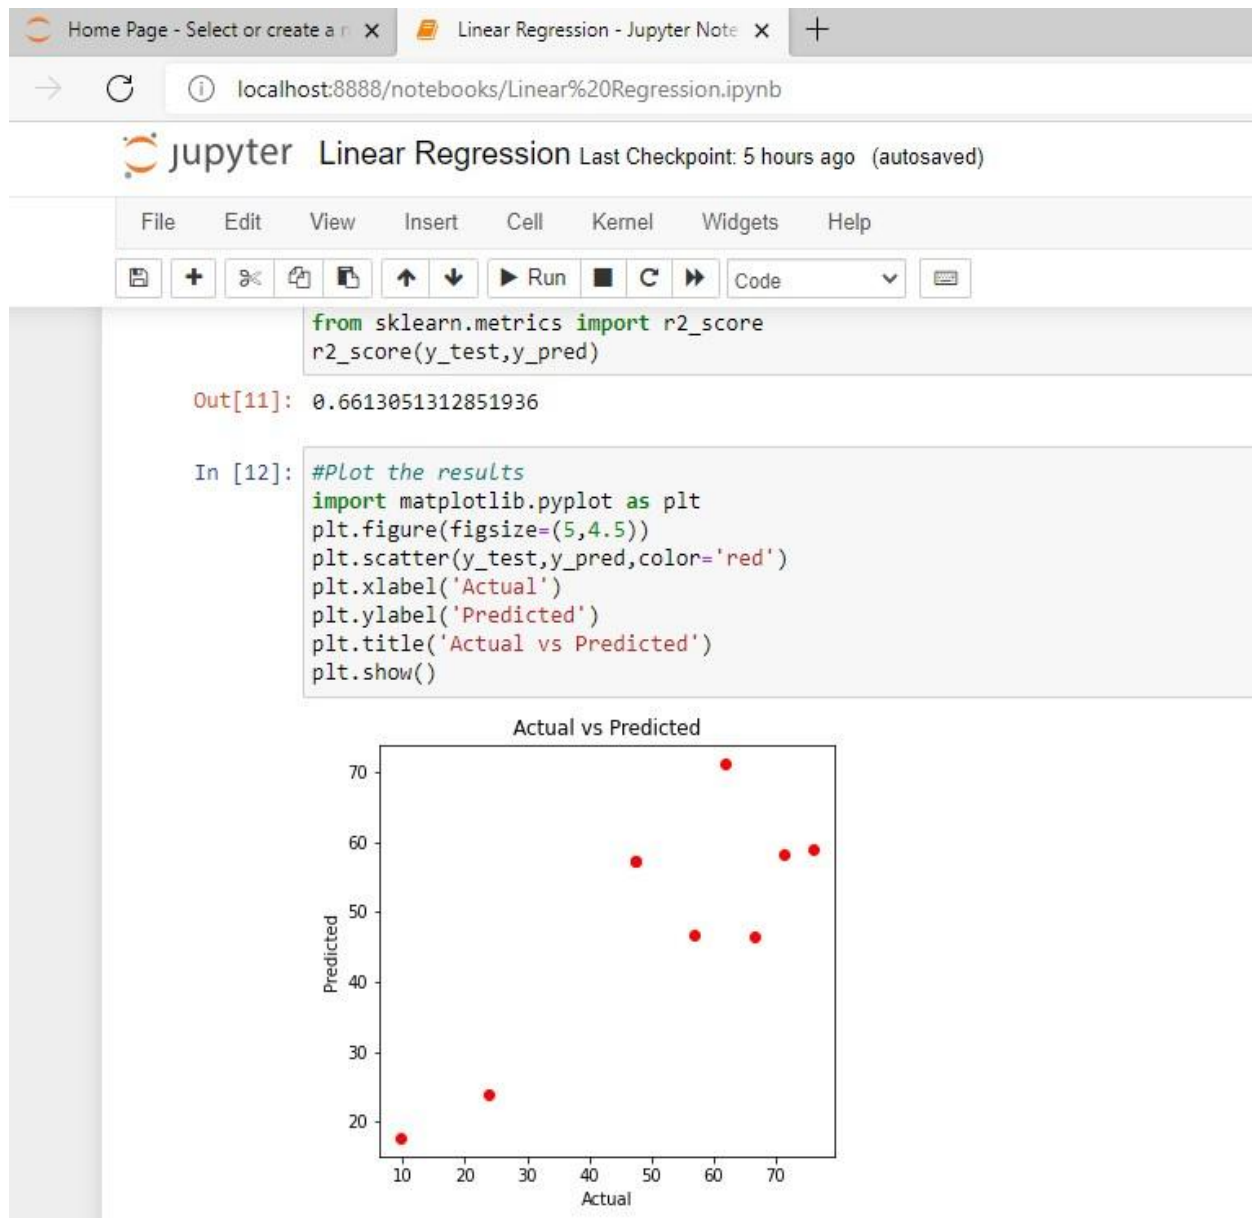 Home Page - Select or create a n
Linear Regression - Jupyter Note
localhost:8888/notebooks/Linear%20Regression.ipynb
jupyter Linear Regression Last Checkpoint: 5 hours ago (autosaved)
File Edit View Insert Cell Kernel Widgets Help
Run Code
from sklearn.metrics import r2_score
r2_score(y_test,y_pred)
Out[11]: 0.6613051312851936
In [12]: #Plot the results
import matplotlib.pyplot as plt
plt.figure(figsize=(5,4.5))
plt.scatter(y_test,y_pred,color='red')
plt.xlabel('Actual')
plt.ylabel('Predicted')
plt.title('Actual vs Predicted')
plt.show()
Actual vs Predicted
70
60
50
40
30
20
Predicted
10 20 30 40 50 60 70
Actual